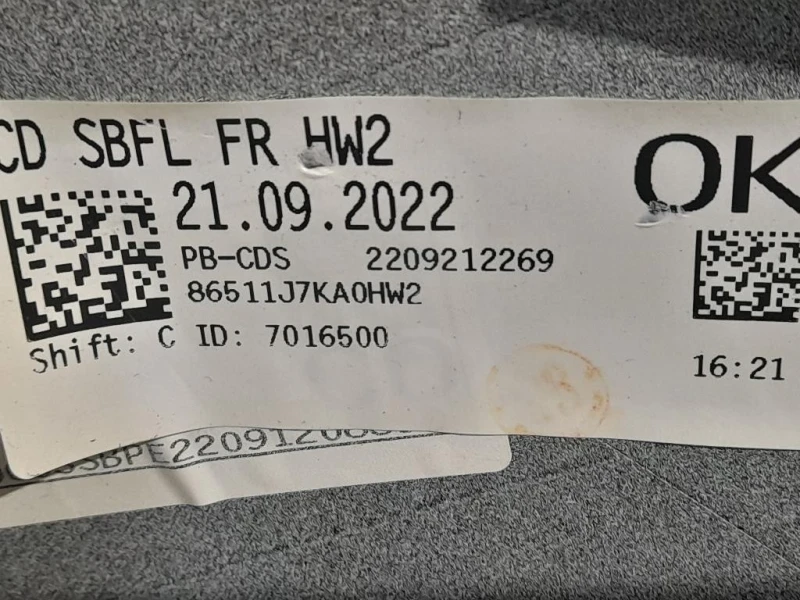 CD SBFL FR HW2
OK
21.09.2022
PB-CDS 2209212269
86511J7KA0HW2
Shift: C ID: 7016500
16:21